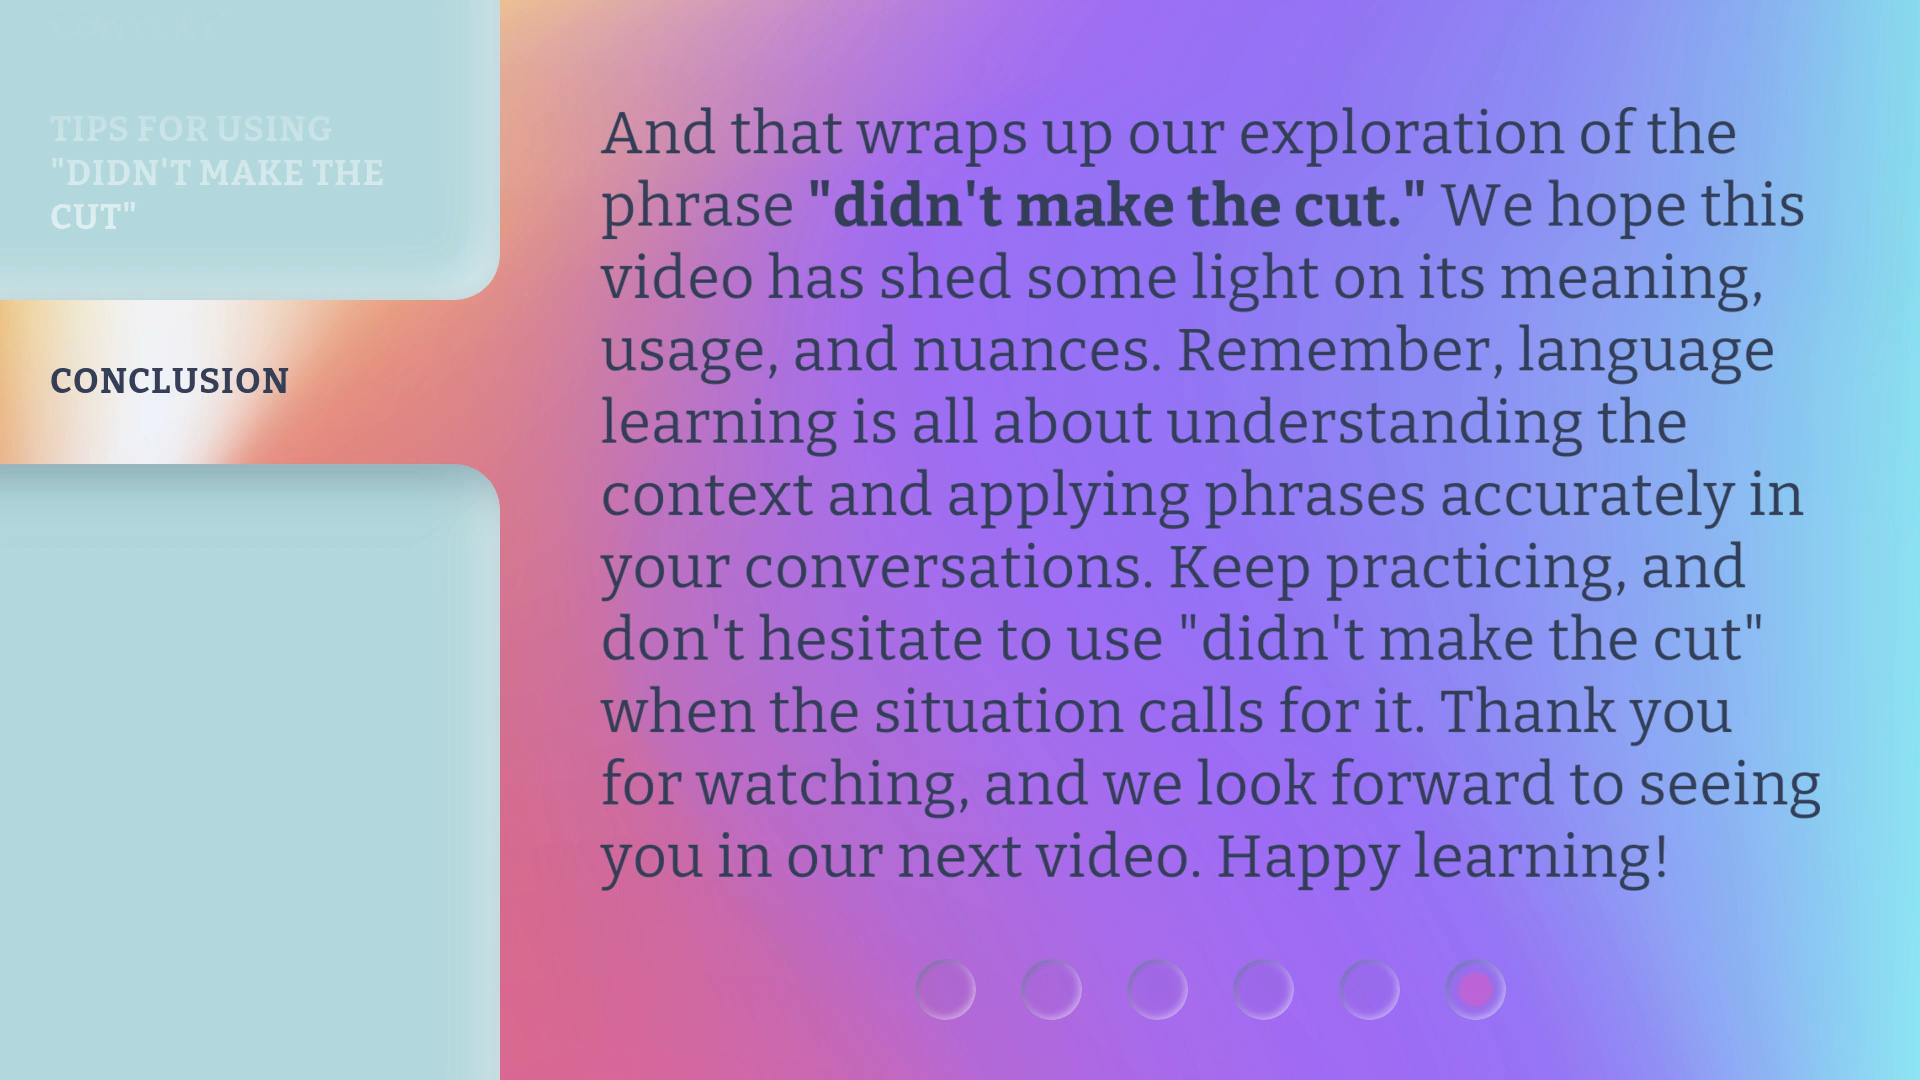 TIPS FOR USING
"DIDN'T MAKE THE
CUT"
CONCLUSION
And that wraps up our exploration of the
phrase "didn't make the cut." We hope this
video has shed some light on its meaning,
usage, and nuances. Remember, language
learning is all about understanding the
context and applying phrases accurately in
your conversations. Keep practicing, and
don't hesitate to use "didn't make the cut"
when the situation calls for it. Thank you
for watching, and we look forward to seeing
you in our next video. Happy learning!